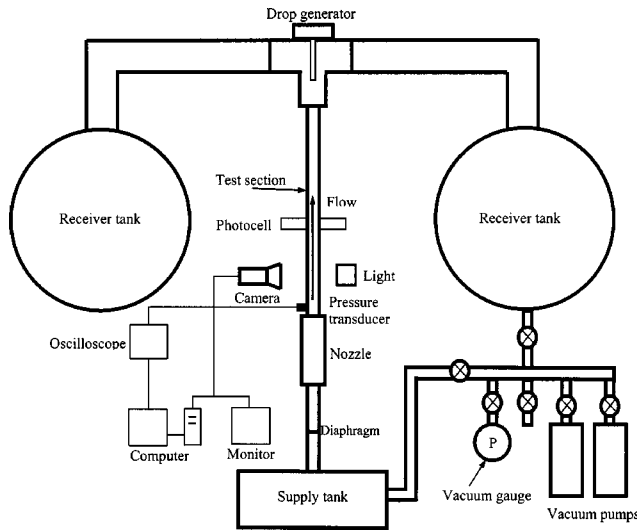 Drop generator
Test section
Flow
Receiver tank
Photocell
Receiver tank
Light
Camera
Pressure
transducer
Oscilloscope
Nozzle
Diaphragm
Computer
Monitor
P
Supply tank
Vacuum gauge
Vacuum pumps